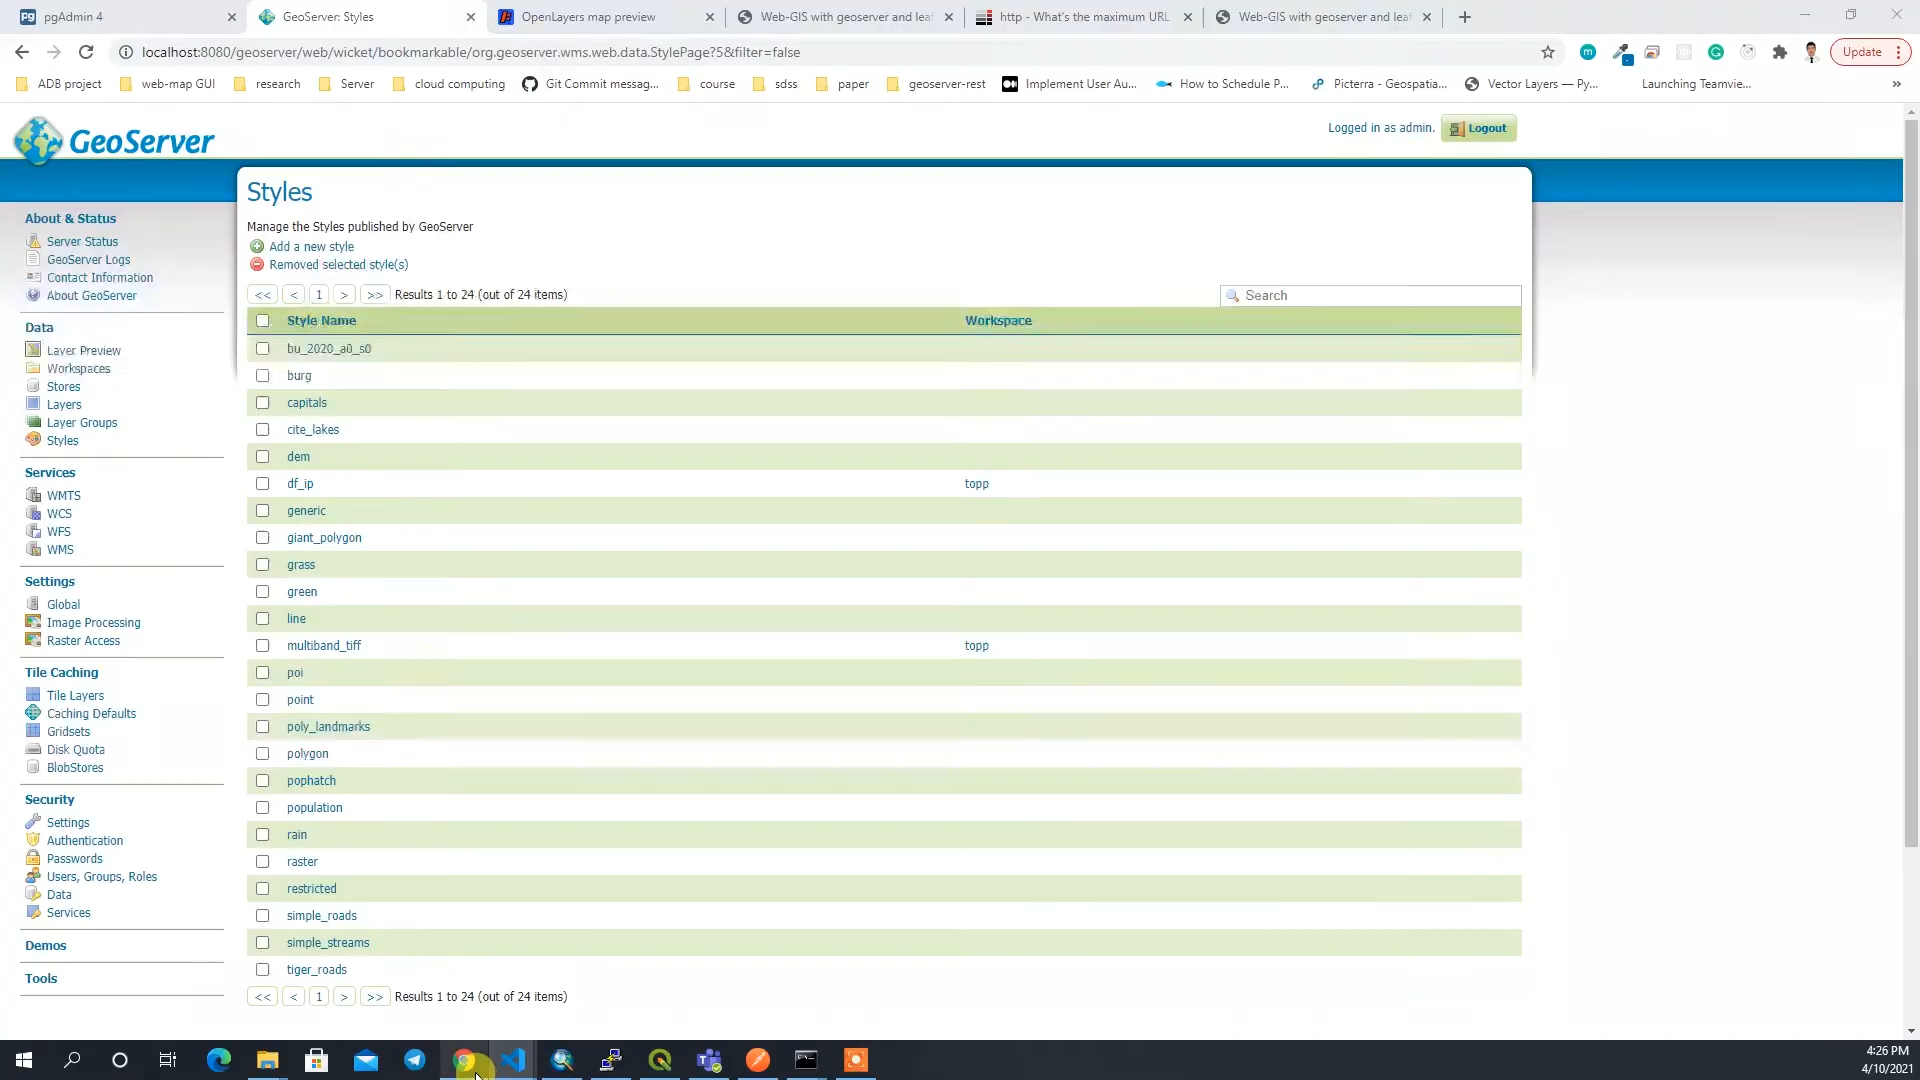 pgAdmin 4
GeoServer: Styles
OpenLayers map preview
Web-GIS with geoserver and leaf
http - What's the maximum URL
Web-GIS with geoserver and leaf
localhost:8080/geoserver/web/wicket/bookmarkable/org.geoserver.wms.web.data.StylePage?5&filter=false
Update
ADB project
web-map GUI
research
Server
cloud computing
Git Commit messag...
course
sdss
paper
geoserver-rest
Implement User Au...
How to Schedule P...
Picterra - Geospatia...
Vector Layers — Py...
Launching Teamvie...
GeoServer
Logged in as admin.
Logout
About & Status
Server Status
GeoServer Logs
Contact Information
About GeoServer
Data
Layer Preview
Workspaces
Stores
Layers
Layer Groups
Styles
Services
WMTS
WCS
WFS
WMS
Settings
Global
Image Processing
Raster Access
Tile Caching
Tile Layers
Caching Defaults
Gridsets
Disk Quota
BlobStores
Security
Settings
Authentication
Passwords
Users, Groups, Roles
Data
Services
Demos
Tools
Styles
Manage the Styles published by GeoServer
Add a new style
Removed selected style(s)
<< < 1 > >> Results 1 to 24 (out of 24 items)
Search
Style Name Workspace
bu_2020_a0_s0
burg
capitals
cite_lakes
dem
df_ip topp
generic
giant_polygon
grass
green
line
multiband_tiff topp
poi
point
poly_landmarks
polygon
pophatch
population
rain
raster
restricted
simple_roads
simple_streams
tiger_roads
<< < 1 > >> Results 1 to 24 (out of 24 items)
4:26 PM
4/10/2021